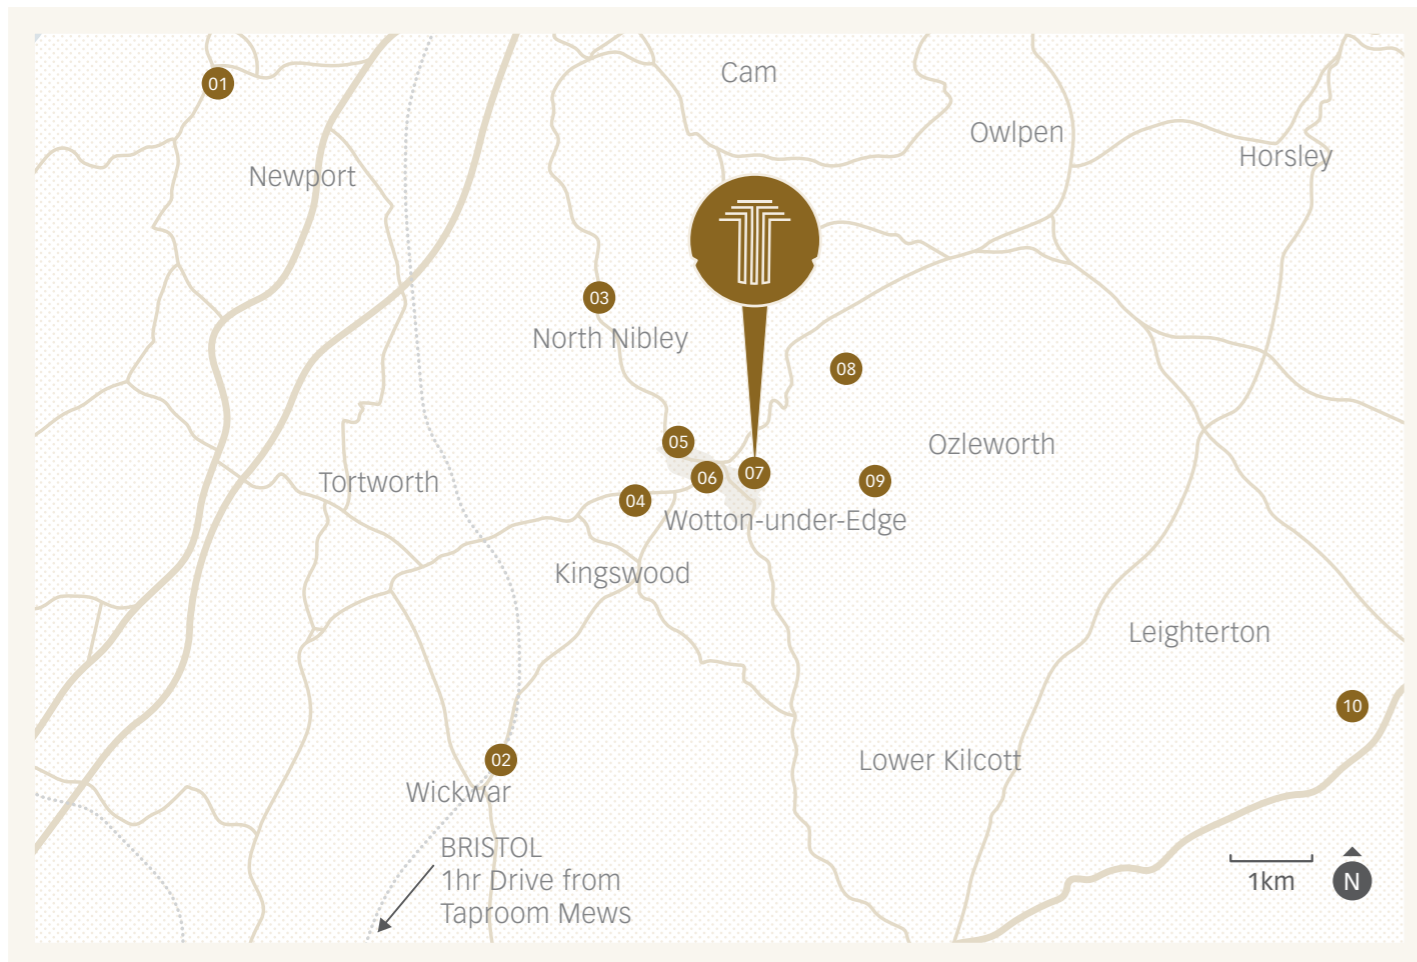 Cam
01
Owlpen
Horsley
Newport
03
North Nibley
08
05
Ozleworth
06
07
Tortworth
09
04
Wotton-under-Edge
Kingswood
Leighterton
10
02
Lower Kilcott
Wickwar
BRISTOL
1hr Drive from
Taproom Mews
1km
N